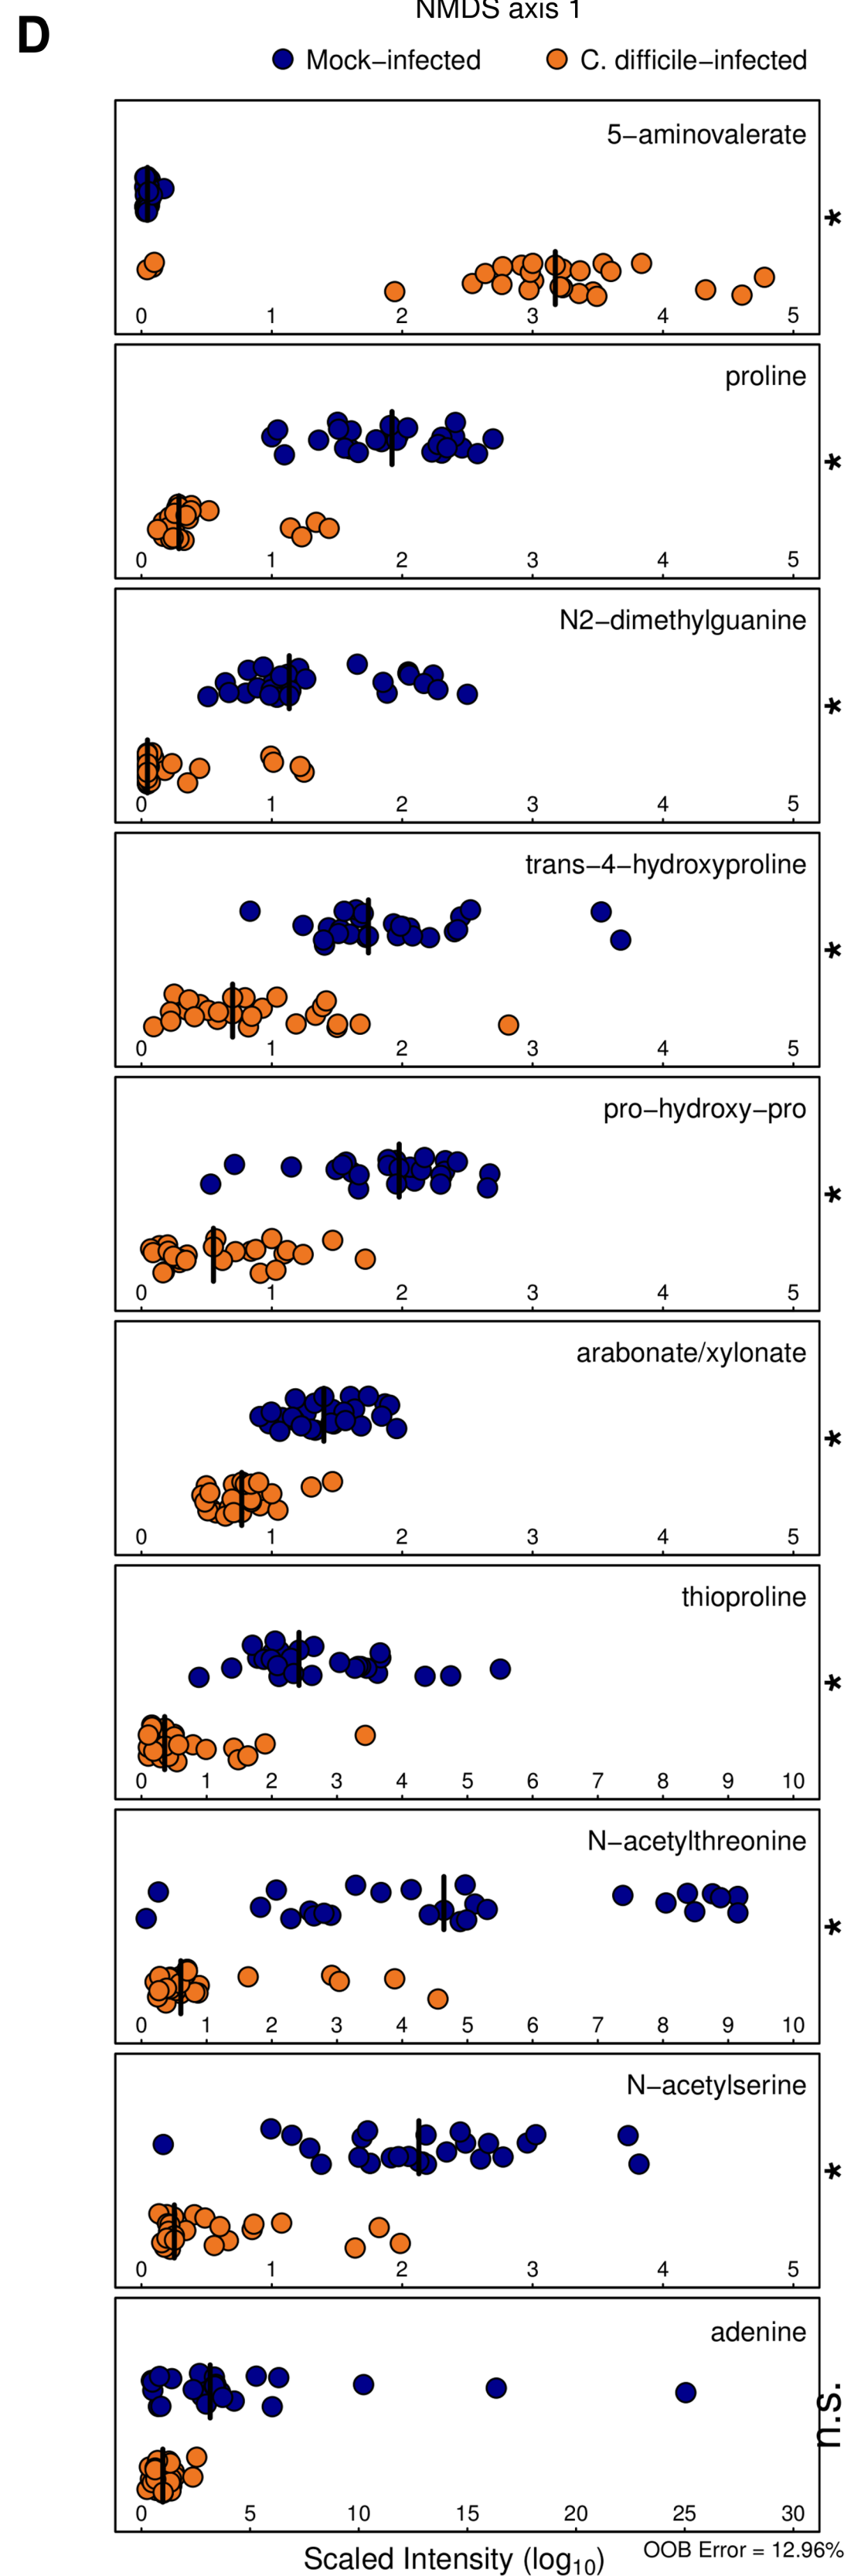 D
NMDS axis 1
Mock−infected C. difficile−infected
5−aminovalerate
*
0 1 2 3 4 5
proline
*
0 1 2 3 4 5
N2−dimethylguanine
*
0 1 2 3 4 5
trans−4−hydroxyproline
*
0 1 2 3 4 5
pro−hydroxy−pro
*
0 1 2 3 4 5
arabonate/xylonate
*
0 1 2 3 4 5
thioproline
*
0 1 2 3 4 5 6 7 8 9 10
N−acetylthreonine
*
0 1 2 3 4 5 6 7 8 9 10
N−acetylserine
*
0 1 2 3 4 5
adenine
n.s.
0 5 10 15 20 25 30
Scaled Intensity (log10) OOB Error = 12.96%